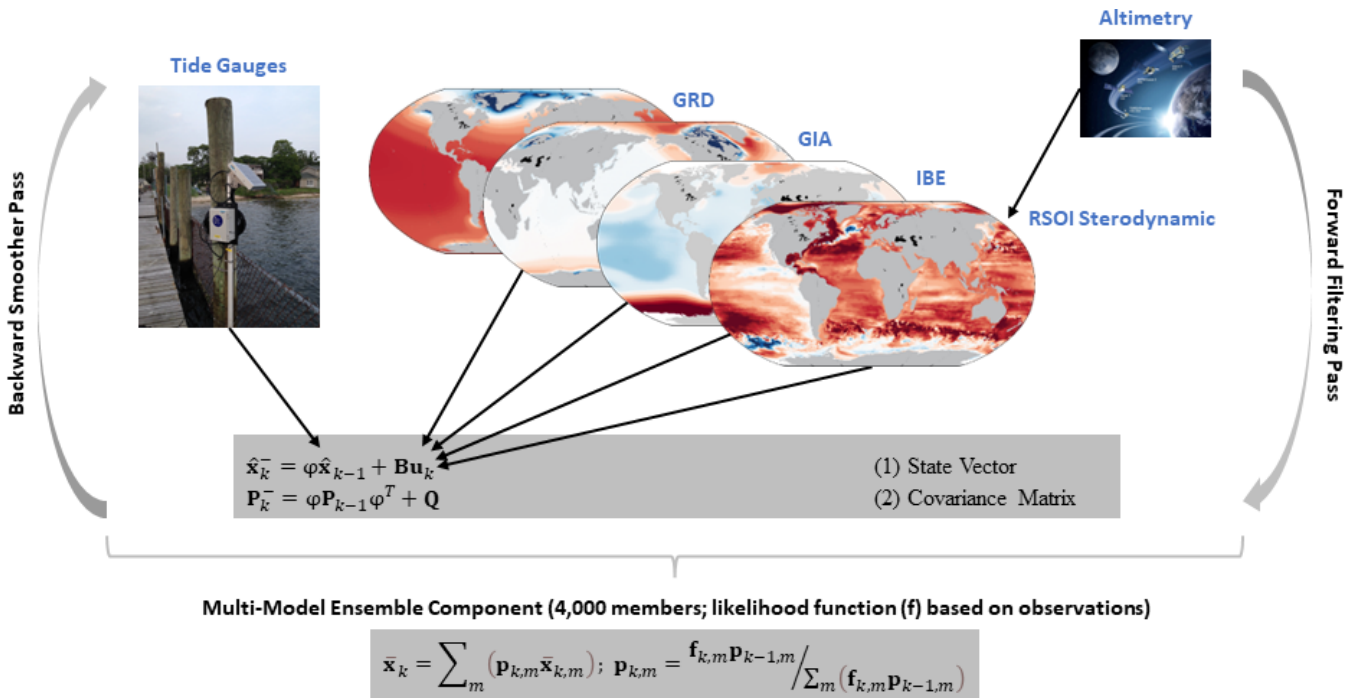 Altimetry
Tide Gauges
GRD
GIA
IBE
RSOI Sterodynamic
Backward Smoother Pass
Forward Filtering Pass
x̂ₖ⁻ = φx̂ₖ₋₁ + Buₖ (1) State Vector
Pₖ⁻ = φPₖ₋₁φᵀ + Q (2) Covariance Matrix
Multi-Model Ensemble Component (4,000 members; likelihood function (f) based on observations)
x̄ₖ = ∑ₘ (pₖ,ₘx̄ₖ,ₘ); pₖ,ₘ = fₖ,ₘpₖ₋₁,ₘ/∑ₘ(fₖ,ₘpₖ₋₁,ₘ)